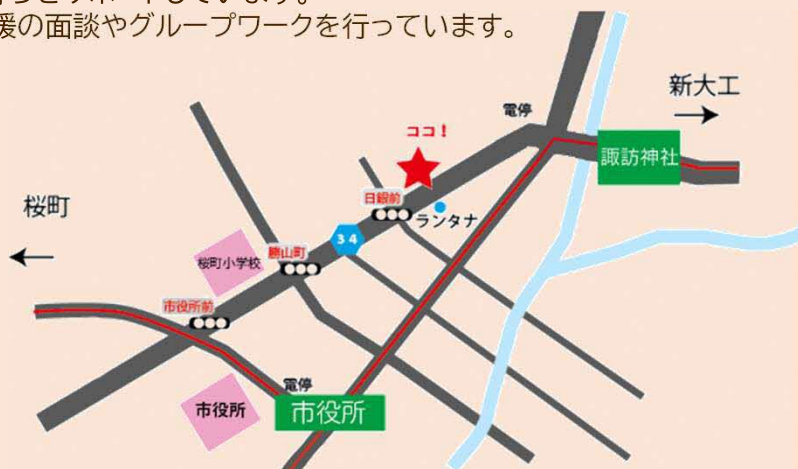 援の面談やグループワークを行っています。
新大工
電停
ココ！
諏訪神社
桜町
日銀前
ランタナ
34
勝山町
桜町小学校
市役所前
電停
市役所
市役所